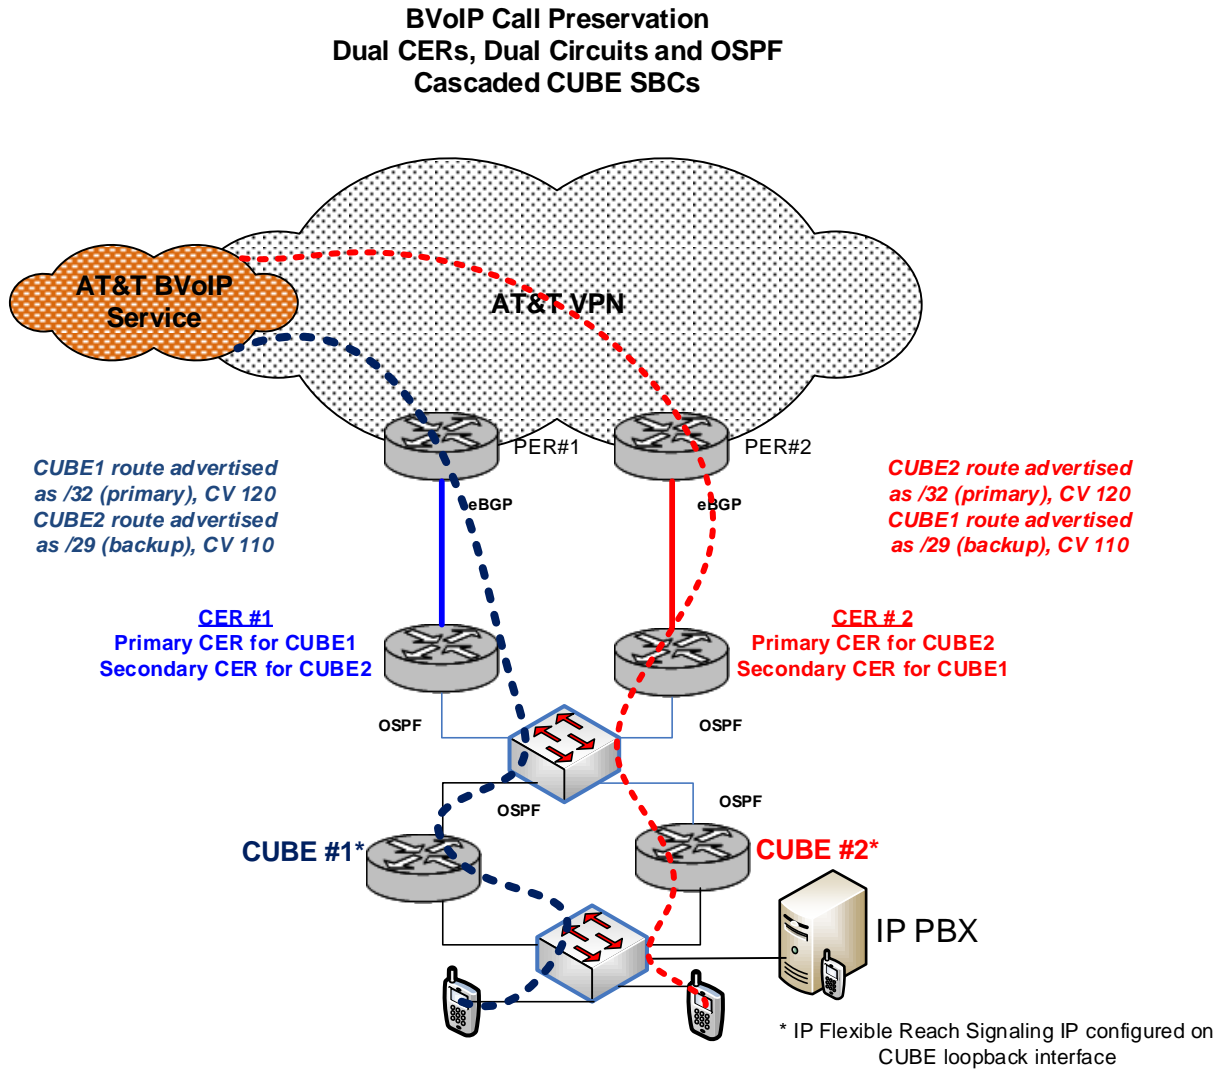 BVoIP Call Preservation
Dual CERs, Dual Circuits and OSPF
Cascaded CUBE SBCs
AT&T BVoIP
Service
AT&T VPN
PER#1
PER#2
CUBE1 route advertised
as /32 (primary), CV 120
CUBE2 route advertised
as /29 (backup), CV 110
eBGP
eBGP
CUBE2 route advertised
as /32 (primary), CV 120
CUBE1 route advertised
as /29 (backup), CV 110
CER #1
Primary CER for CUBE1
Secondary CER for CUBE2
CER # 2
Primary CER for CUBE2
Secondary CER for CUBE1
OSPF
OSPF
OSPF
OSPF
CUBE #1*
CUBE #2*
IP PBX
* IP Flexible Reach Signaling IP configured on
CUBE loopback interface